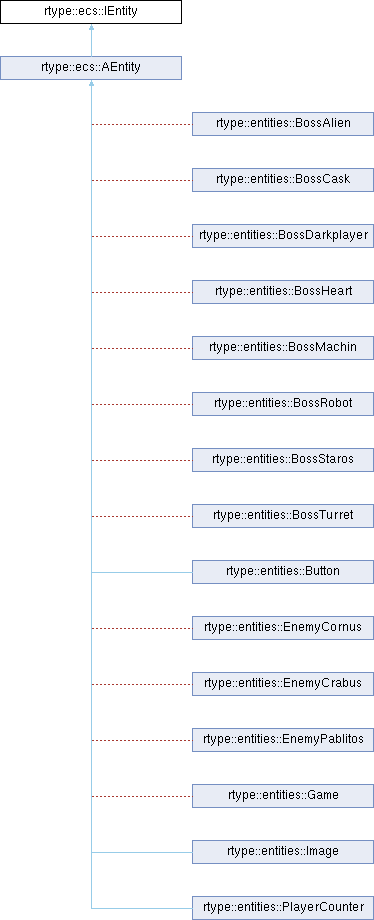 rtype::ecs::IEntity
rtype::ecs::AEntity
rtype::entities::BossAlien
rtype::entities::BossCask
rtype::entities::BossDarkplayer
rtype::entities::BossHeart
rtype::entities::BossMachin
rtype::entities::BossRobot
rtype::entities::BossStaros
rtype::entities::BossTurret
rtype::entities::Button
rtype::entities::EnemyCornus
rtype::entities::EnemyCrabus
rtype::entities::EnemyPablitos
rtype::entities::Game
rtype::entities::Image
rtype::entities::PlayerCounter